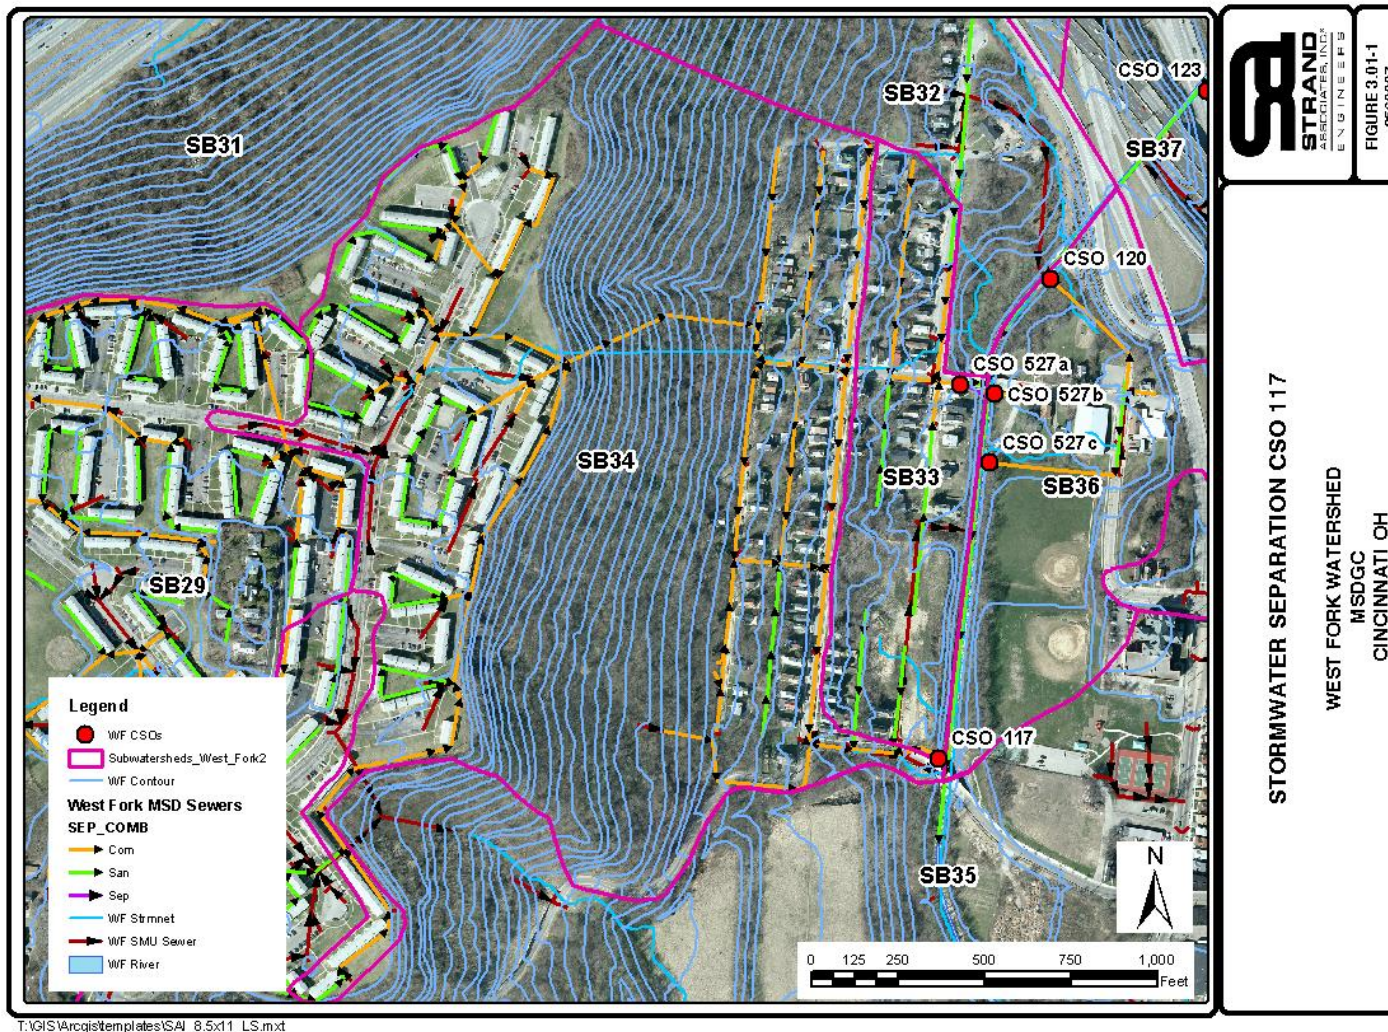 SB31
SB32
CSO 123
SB37
CSO 120
CSO 527a
CSO 527b
CSO 527c
SB34
SB33
SB36
SB29
CSO 117
SB35
Legend
WF CSOs
Subwatersheds_West_Fork2
WF Contour
West Fork MSD Sewers
SEP_COMB
Com
San
Sep
WF Strmnet
WF SMU Sewer
WF River
N
0 125 250 500 750 1,000
Feet
T:\GIS\Arcgis\templates\SAI_8.5x11_LS.mxt
STRAND
ASSOCIATES, INC.®
ENGINEERS
FIGURE 3.01-1
STORMWATER SEPARATION CSO 117
WEST FORK WATERSHED
MSDGC
CINCINNATI OH